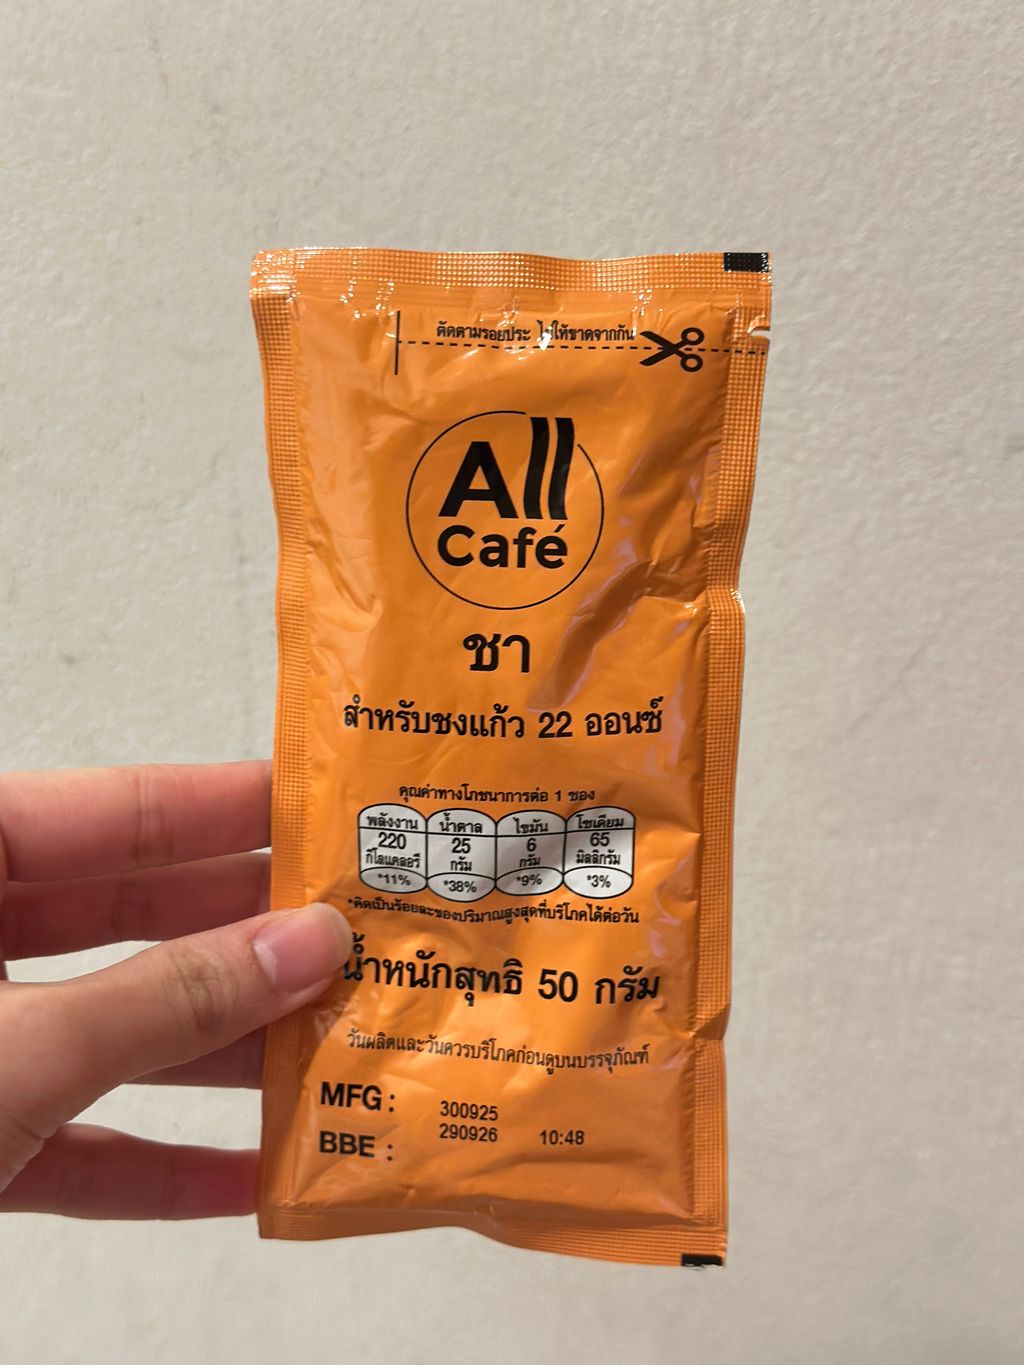 ตัดตามรอยประ ไม่ให้ขาดจากกัน
All
Café
ชา
สำหรับชงแก้ว 22 ออนซ์
คุณค่าทางโภชนาการต่อ 1 ซอง
พลังงาน น้ำตาล ไขมัน โซเดียม
220 25 6 65
กิโลแคลอรี กรัม กรัม มิลลิกรัม
*11% *38% *9% *3%
*คิดเป็นร้อยละของปริมาณสูงสุดที่บริโภคได้ต่อวัน
น้ำหนักสุทธิ 50 กรัม
วันผลิตและวันควรบริโภคก่อนดูบนบรรจุภัณฑ์
MFG : 300925
BBE : 290926 10:48